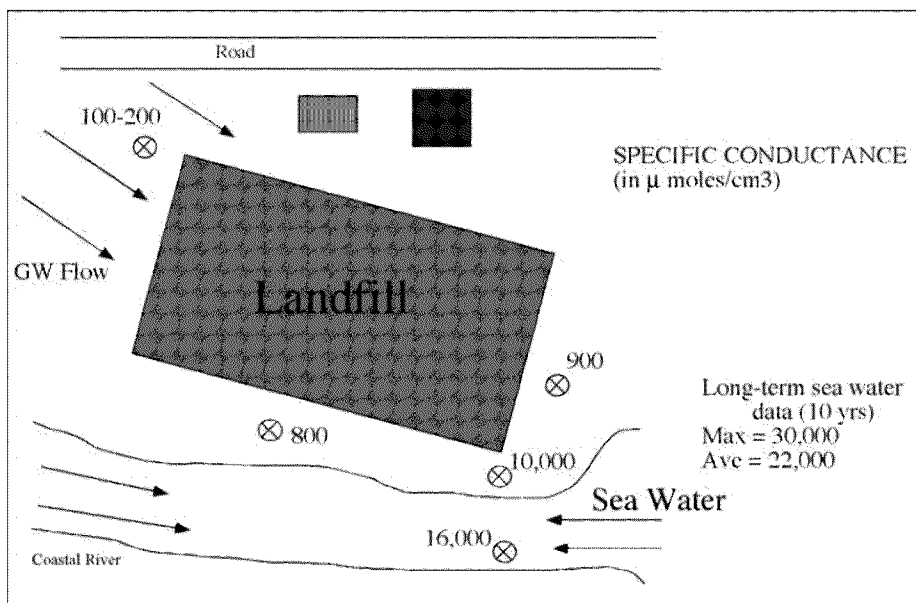 Road
100-200
SPECIFIC CONDUCTANCE
(in μ moles/cm3)
GW Flow
Landfill
900
Long-term sea water
data (10 yrs)
Max = 30,000
Ave = 22,000
800
10,000
Sea Water
16,000
Coastal River